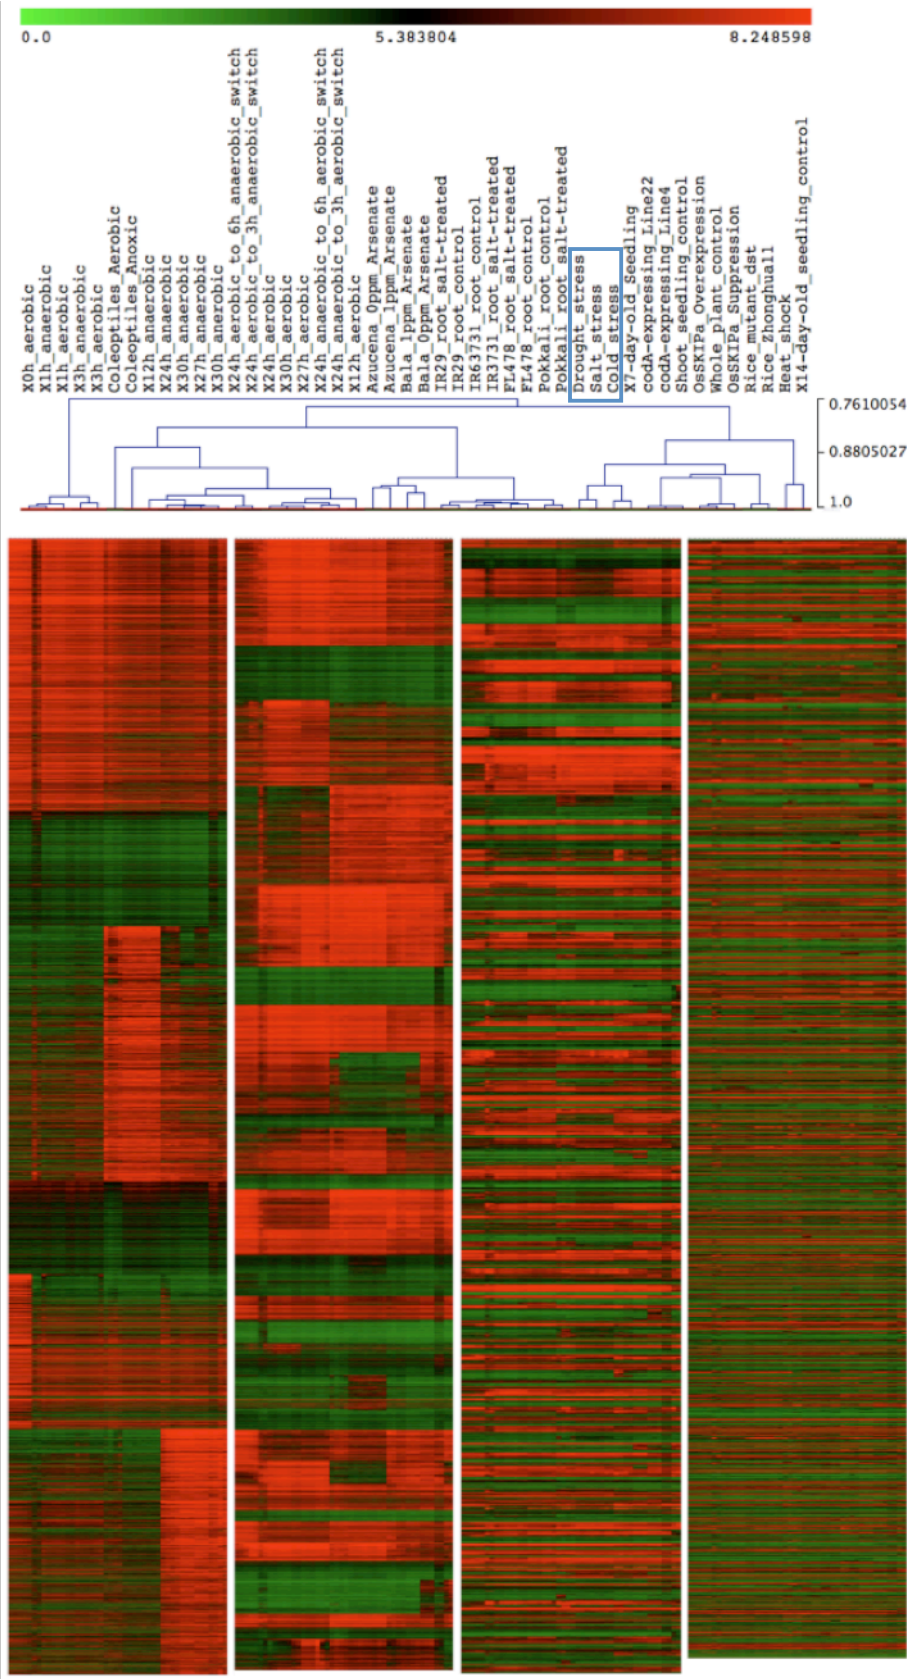 0.0 5.383804 8.248598
X0h_aerobic
X1h_anaerobic
X1h_aerobic
X3h_anaerobic
X3h_aerobic
Coleoptiles_Aerobic
Coleoptiles_Anoxic
X12h_anaerobic
X24h_anaerobic
X30h_anaerobic
X27h_anaerobic
X30h_anaerobic
X24h_aerobic_to_6h_anaerobic_switch
X24h_aerobic_to_3h_anaerobic_switch
X24h_aerobic
X30h_aerobic
X27h_aerobic
X24h_anaerobic_to_6h_aerobic_switch
X24h_anaerobic_to_3h_aerobic_switch
X12h_aerobic
Azucena_0ppm_Arsenate
Azucena_1ppm_Arsenate
Bala_1ppm_Arsenate
Bala_0ppm_Arsenate
IR29_root_salt-treated
IR29_root_control
IR63731_root_control
IR3731_root_salt-treated
FL478_root_salt-treated
FL478_root_control
Pokkali_root_control
Pokkali_root_salt-treated
Drought_stress
Salt_stress
Cold_stress
X7-day-old_Seedling
codA-expressing_Line22
codA-expressing_Line4
Shoot_seedling_control
OsSKIPa_Overexpression
Whole_plant_control
OsSKIPa_Suppression
Rice_mutant_dst
Rice_Zhonghua11
Heat_shock
X14-day-old_seedling_control
0.7610054
0.8805027
1.0